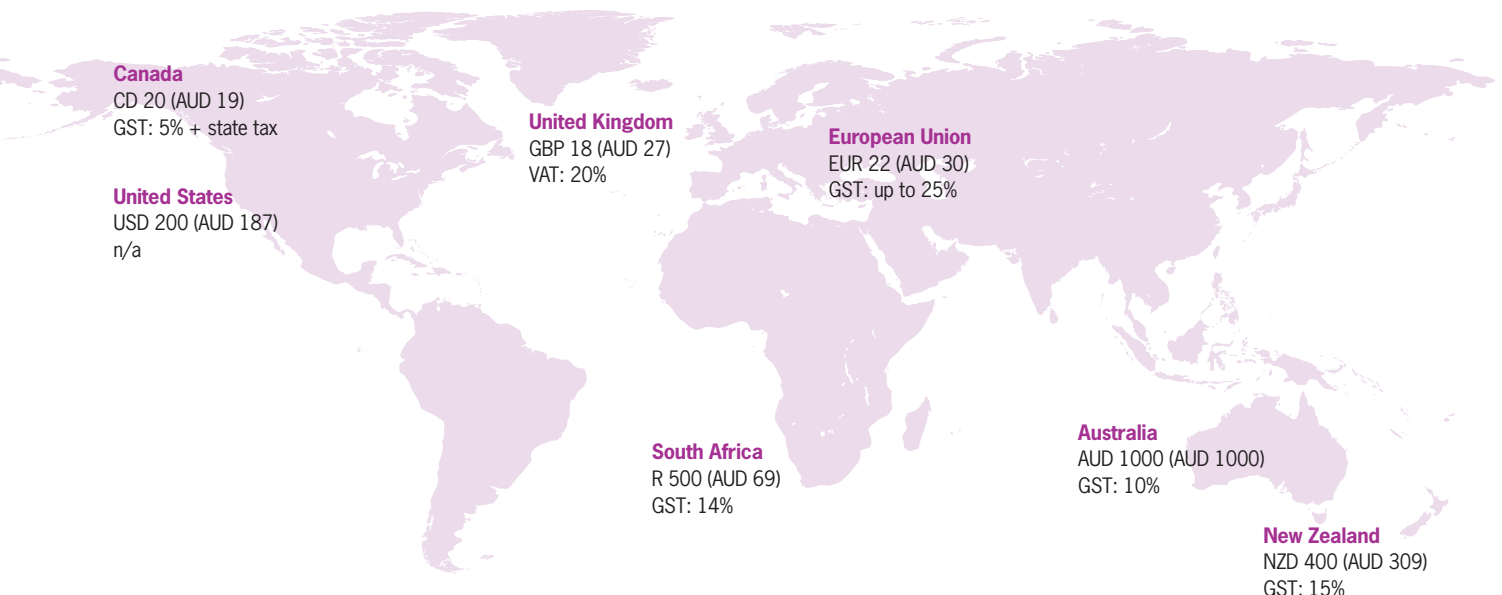 Canada
CD 20 (AUD 19)
GST: 5% + state tax
United States
USD 200 (AUD 187)
n/a
United Kingdom
GBP 18 (AUD 27)
VAT: 20%
European Union
EUR 22 (AUD 30)
GST: up to 25%
South Africa
R 500 (AUD 69)
GST: 14%
Australia
AUD 1000 (AUD 1000)
GST: 10%
New Zealand
NZD 400 (AUD 309)
GST: 15%